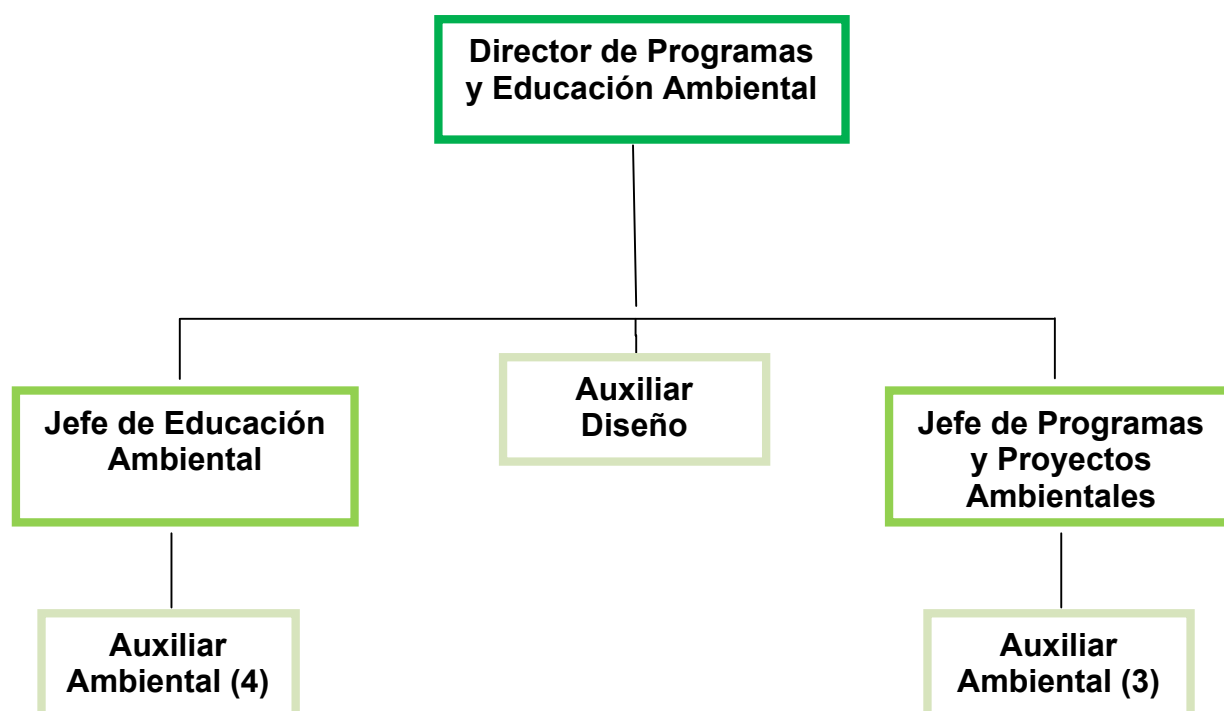 Director de Programas
y Educación Ambiental
Jefe de Educación
Ambiental
Auxiliar
Diseño
Jefe de Programas
y Proyectos
Ambientales
Auxiliar
Ambiental (4)
Auxiliar
Ambiental (3)